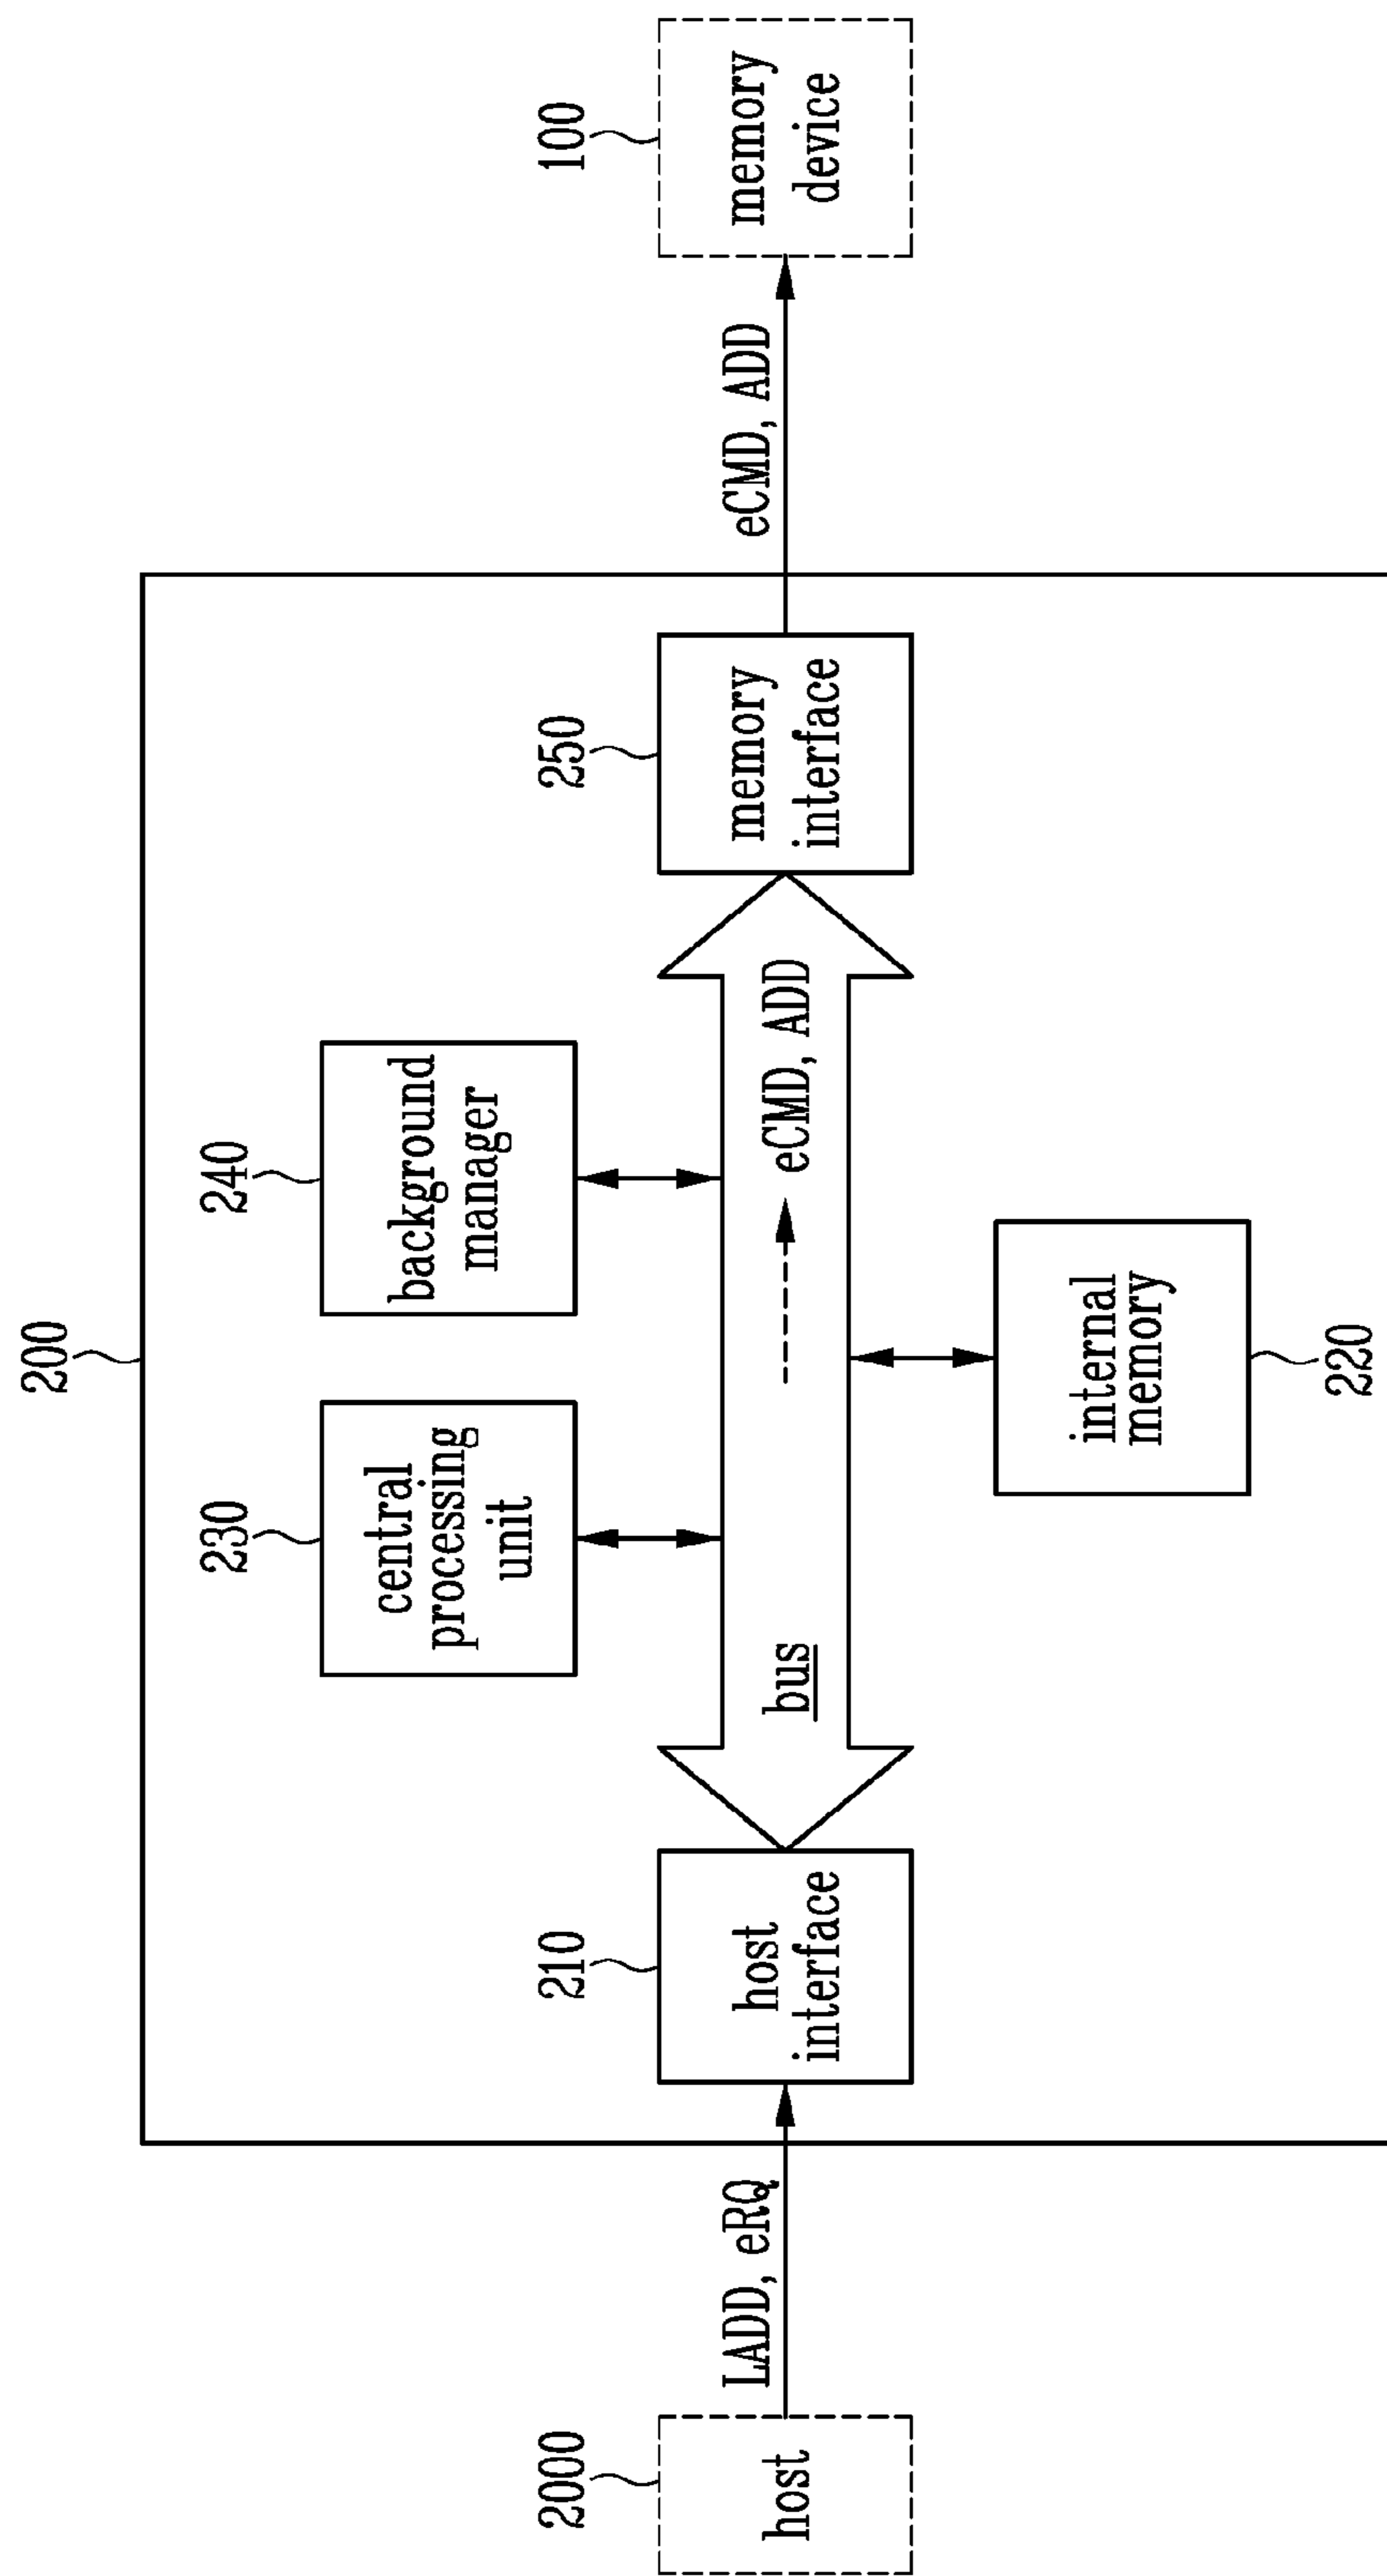 200
230
central
processing
unit
240
background
manager
2000
host
LADD, eRQ
210
host
interface
bus
eCMD, ADD
250
memory
interface
eCMD, ADD
100
memory
device
internal
memory
220